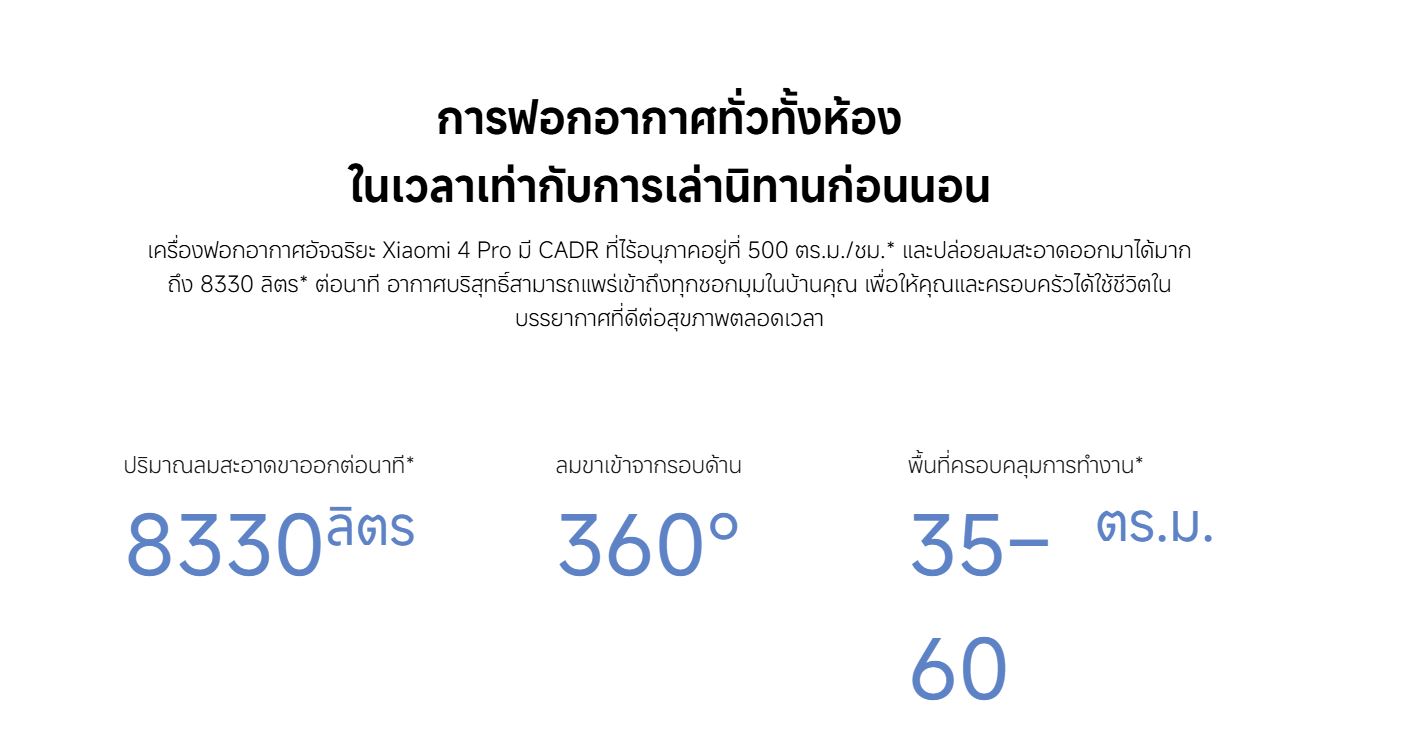 การฟอกอากาศทั่วทั้งห้อง
ในเวลาเท่ากับการเล่านิทานก่อนนอน
เครื่องฟอกอากาศอัจฉริยะ Xiaomi 4 Pro มี CADR ที่ไร้อนุภาคอยู่ที่ 500 ตร.ม./ชม.* และปล่อยลมสะอาดออกมาได้มาก
ถึง 8330 ลิตร* ต่อนาที อากาศบริสุทธิ์สามารถแพร่เข้าถึงทุกซอกมุมในบ้านคุณ เพื่อให้คุณและครอบครัวได้ใช้ชีวิตใน
บรรยากาศที่ดีต่อสุขภาพตลอดเวลา
ปริมาณลมสะอาดขาออกต่อนาที*
8330ลิตร
ลมขาเข้าจากรอบด้าน
360°
พื้นที่ครอบคลุมการทำงาน*
35– ตร.ม.
60